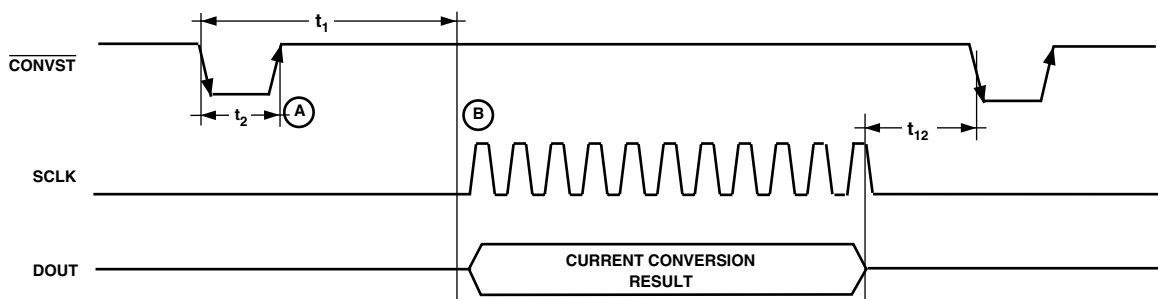 t1
CONVST
t2
A
B
t12
SCLK
DOUT
CURRENT CONVERSION
RESULT